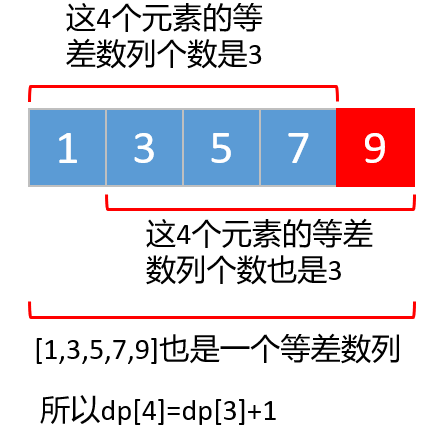 这4个元素的等
差数列个数是3
1 3 5 7 9
这4个元素的等差
数列个数也是3
[1,3,5,7,9]也是一个等差数列
所以dp[4]=dp[3]+1